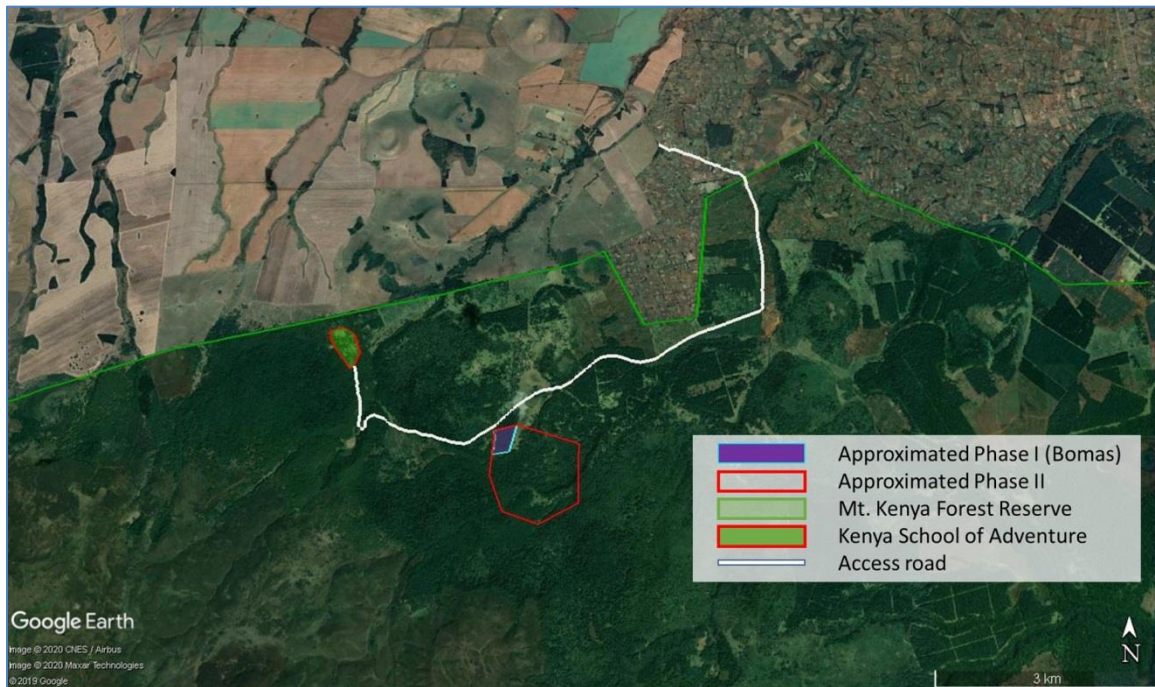 Approximated Phase I (Bomas)
Approximated Phase II
Mt. Kenya Forest Reserve
Kenya School of Adventure
Access road
Google Earth
Image © 2020 CNES / Airbus
Image © 2020 Maxar Technologies
© 2019 Google
N
3 km